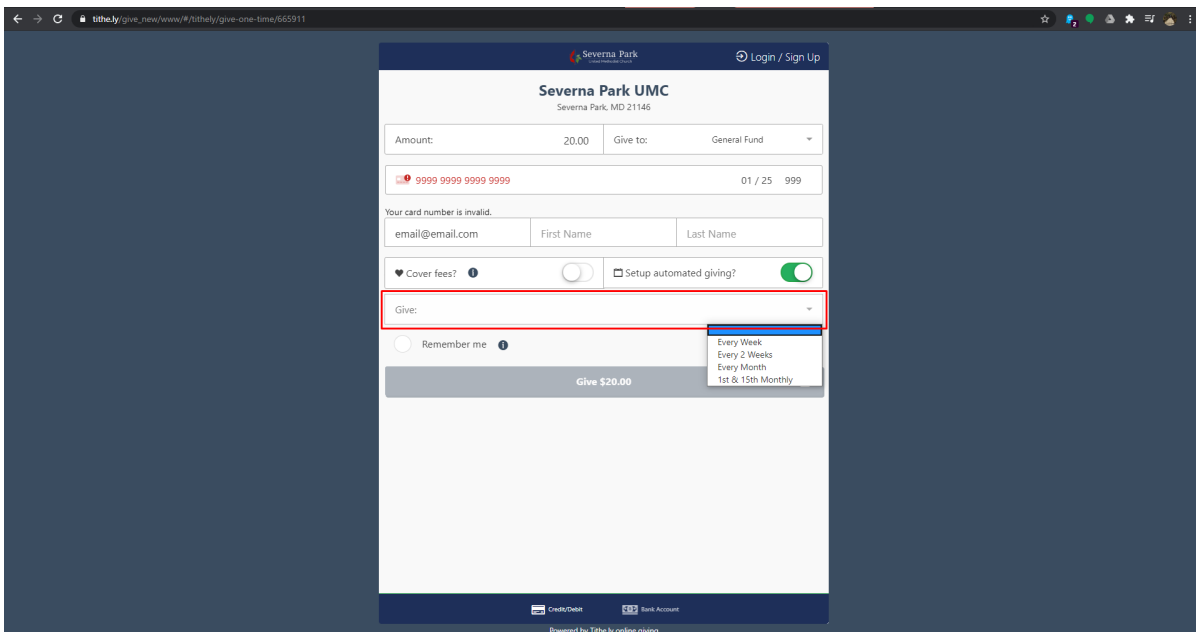 tithe.ly/give_new/www/#/tithely/give-one-time/665911
2
Severna Park
United Methodist Church
Login / Sign Up
Severna Park UMC
Severna Park, MD 21146
Amount: 20.00 Give to: General Fund
9999 9999 9999 9999 01 / 25 999
Your card number is invalid.
email@email.com First Name Last Name
Cover fees? Setup automated giving?
Give:
Every Week
Remember me
Every 2 Weeks
Every Month
1st & 15th Monthly
Give $20.00
Credit/Debit Bank Account
Powered by Tithe.ly online giving